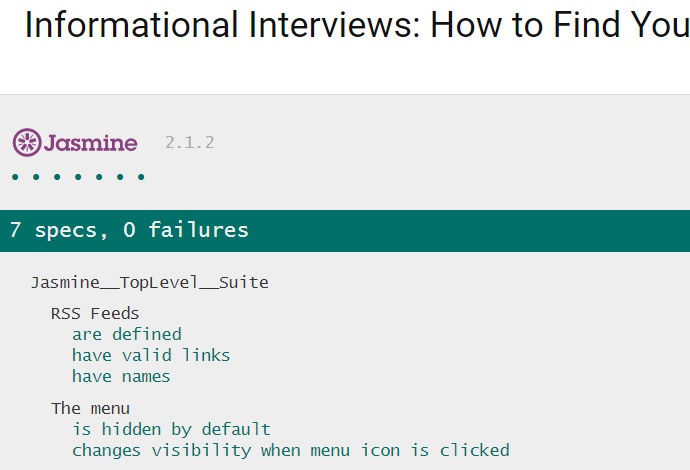 Informational Interviews: How to Find You
Jasmine 2.1.2
7 specs, 0 failures
Jasmine__TopLevel__Suite
RSS Feeds
are defined
have valid links
have names
The menu
is hidden by default
changes visibility when menu icon is clicked